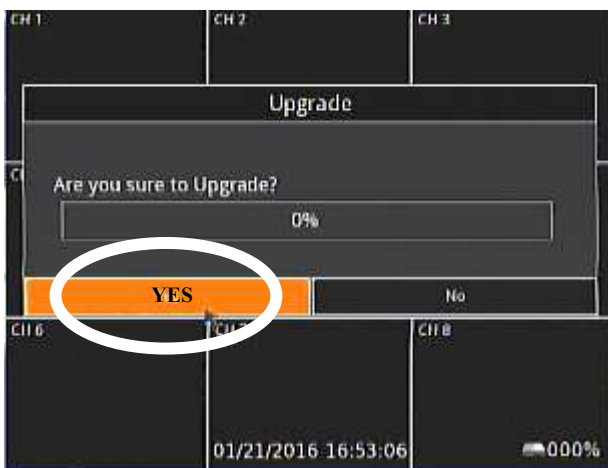 CH 1 CH 2 CH 3
Upgrade
Are you sure to Upgrade?
0%
YES No
CH 6 CH 8
01/21/2016 16:53:06 000%